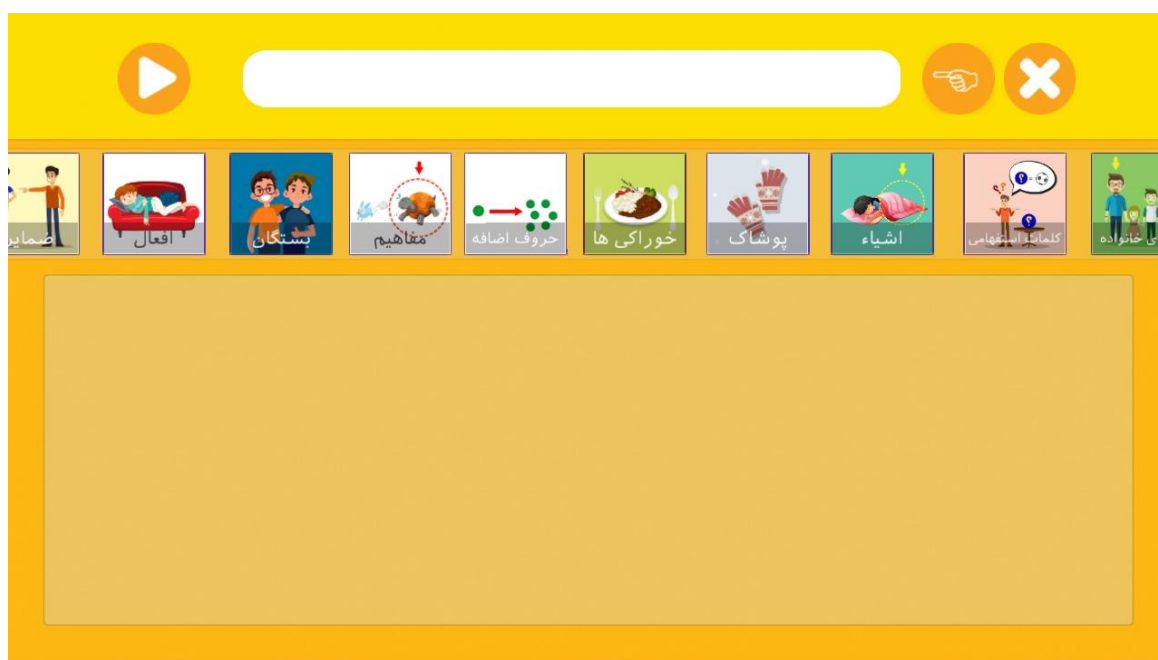 ی خانواده
کلمات استفهامی
اشیاء
پوشاک
خوراکی ها
حروف اضافه
مفاهیم
بستگان
افعال
ضمایر